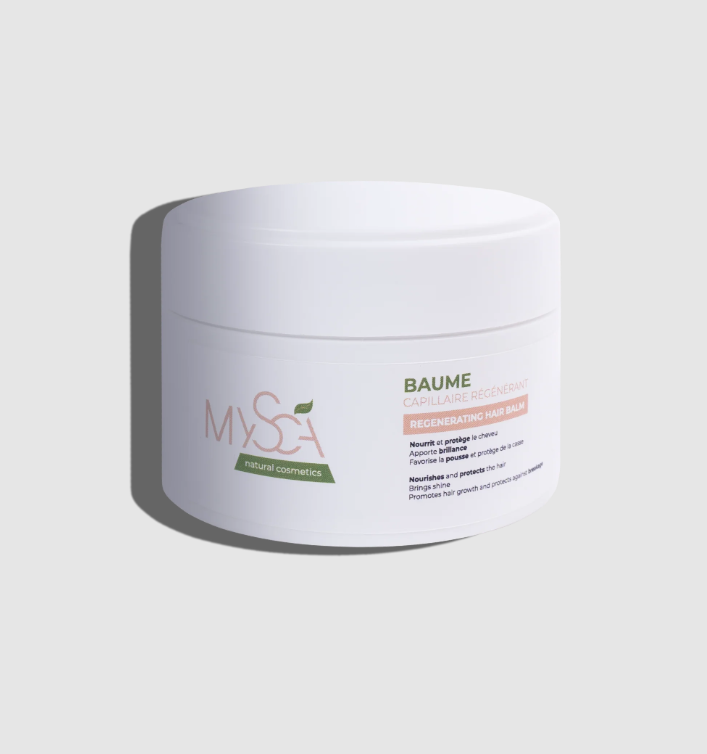 MYSCA
natural cosmetics
BAUME
CAPILLAIRE RÉGÉNÉRANT
REGENERATING HAIR BALM
Nourrit et protège le cheveu
Apporte brillance
Favorise la pousse et protège de la casse
Nourishes and protects the hair
Brings shine
Promotes hair growth and protects against breakage